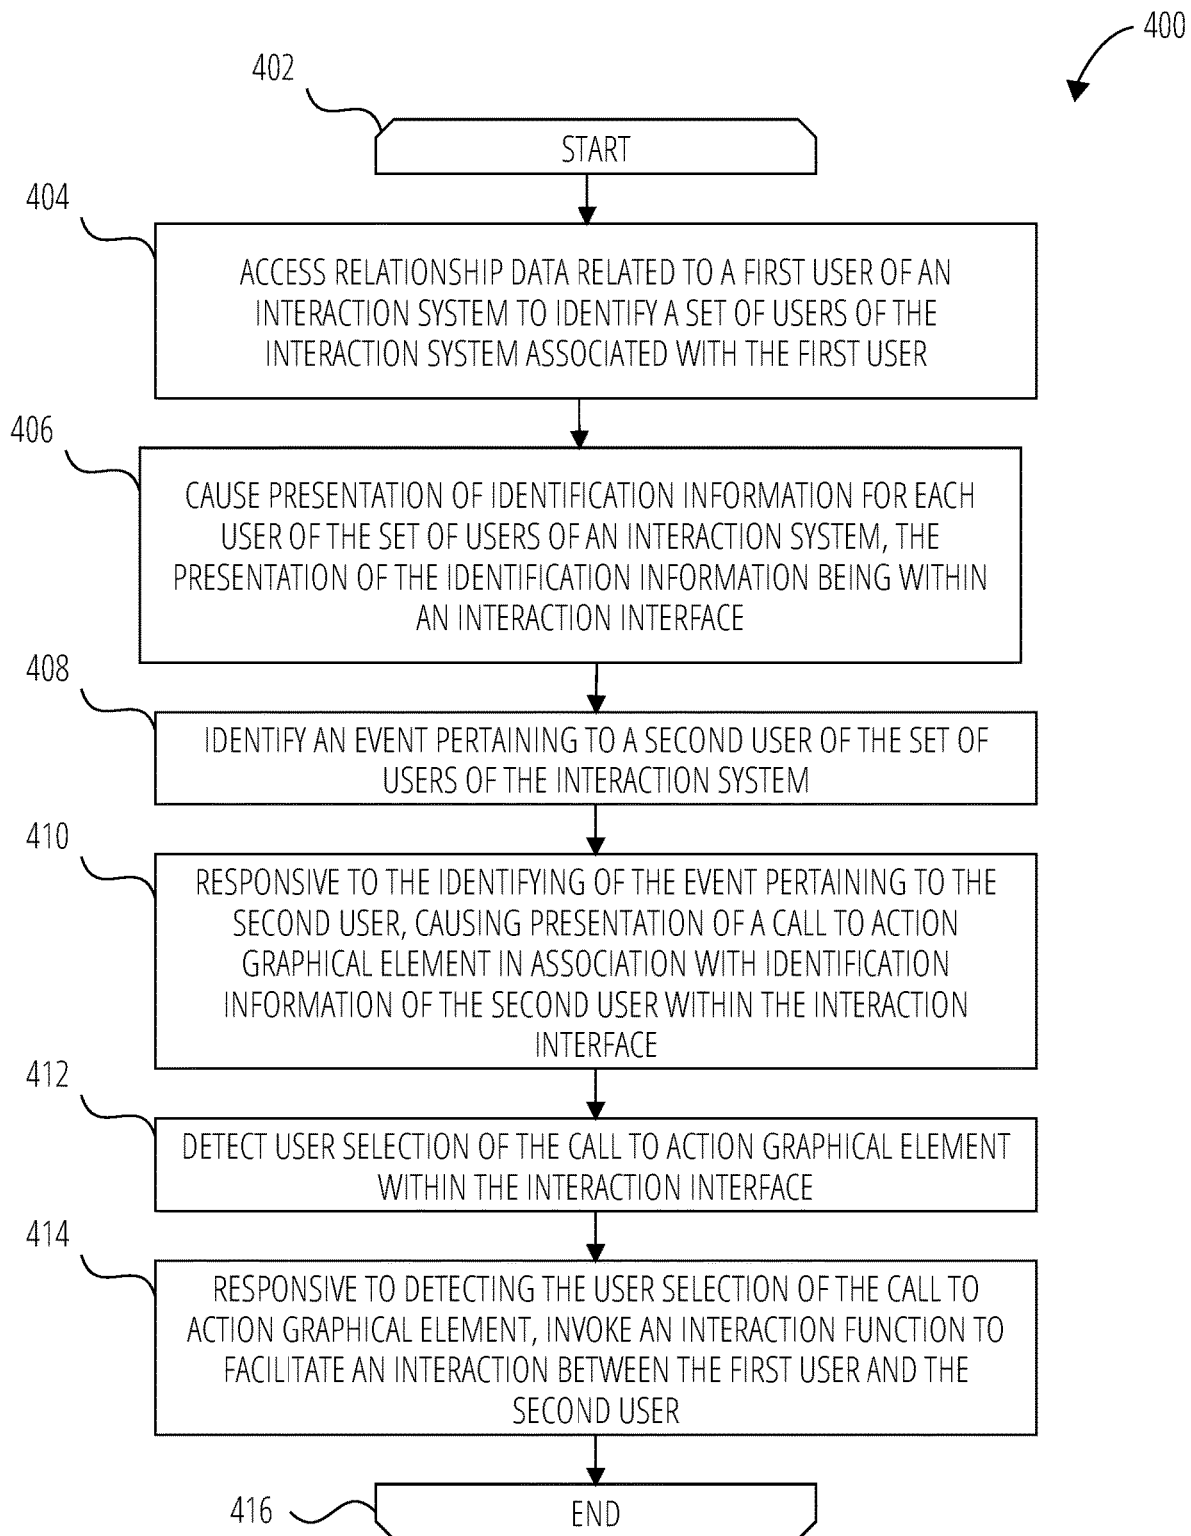 400
402
START
404
ACCESS RELATIONSHIP DATA RELATED TO A FIRST USER OF AN
INTERACTION SYSTEM TO IDENTIFY A SET OF USERS OF THE
INTERACTION SYSTEM ASSOCIATED WITH THE FIRST USER
406
CAUSE PRESENTATION OF IDENTIFICATION INFORMATION FOR EACH
USER OF THE SET OF USERS OF AN INTERACTION SYSTEM, THE
PRESENTATION OF THE IDENTIFICATION INFORMATION BEING WITHIN
AN INTERACTION INTERFACE
408
IDENTIFY AN EVENT PERTAINING TO A SECOND USER OF THE SET OF
USERS OF THE INTERACTION SYSTEM
410
RESPONSIVE TO THE IDENTIFYING OF THE EVENT PERTAINING TO THE
SECOND USER, CAUSING PRESENTATION OF A CALL TO ACTION
GRAPHICAL ELEMENT IN ASSOCIATION WITH IDENTIFICATION
INFORMATION OF THE SECOND USER WITHIN THE INTERACTION
INTERFACE
412
DETECT USER SELECTION OF THE CALL TO ACTION GRAPHICAL ELEMENT
WITHIN THE INTERACTION INTERFACE
414
RESPONSIVE TO DETECTING THE USER SELECTION OF THE CALL TO
ACTION GRAPHICAL ELEMENT, INVOKE AN INTERACTION FUNCTION TO
FACILITATE AN INTERACTION BETWEEN THE FIRST USER AND THE
SECOND USER
416
END